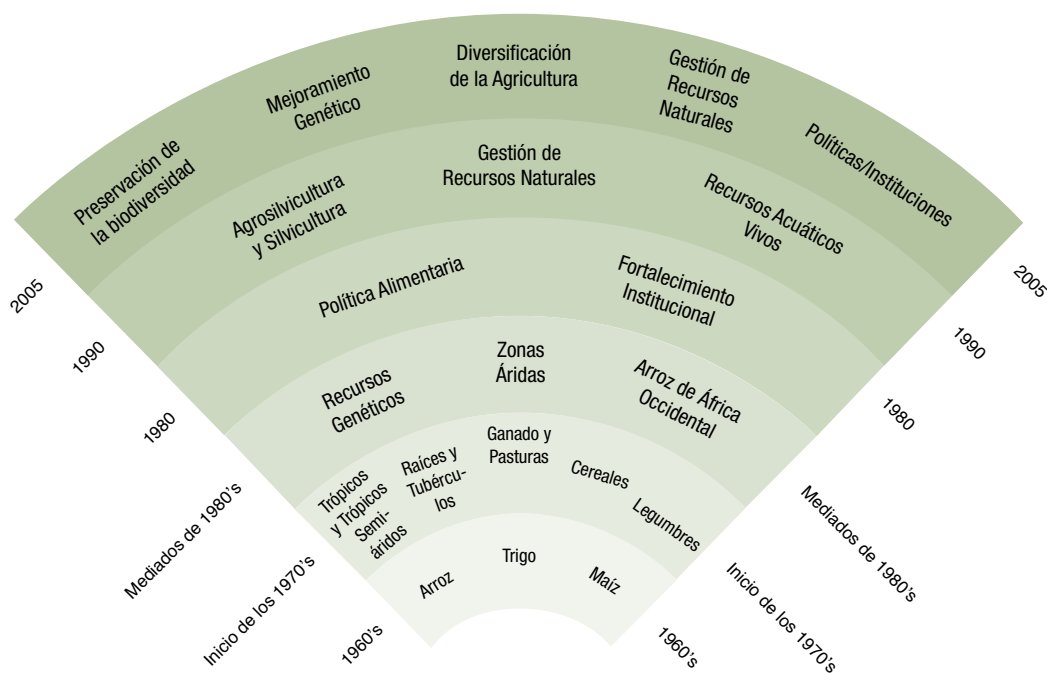 Diversificación
de la Agricultura
Mejoramiento
Genético
Gestión de
Recursos
Naturales
Preservación de
la biodiversidad
Políticas/Instituciones
Gestión de
Recursos Naturales
Agrosilvicultura
y Silvicultura
Recursos Acuáticos
Vivos
Política Alimentaria
Fortalecimiento
Institucional
Recursos
Genéticos
Zonas
Áridas
Arroz de África
Occidental
Trópicos
y Trópicos
Semi-
áridos
Raíces y
Tubércu-
los
Ganado y
Pasturas
Cereales
Legumbres
Arroz
Trigo
Maíz
2005
1990
1980
Mediados de 1980's
Inicio de los 1970's
1960's
2005
1990
1980
Mediados de 1980's
Inicio de los 1970's
1960's